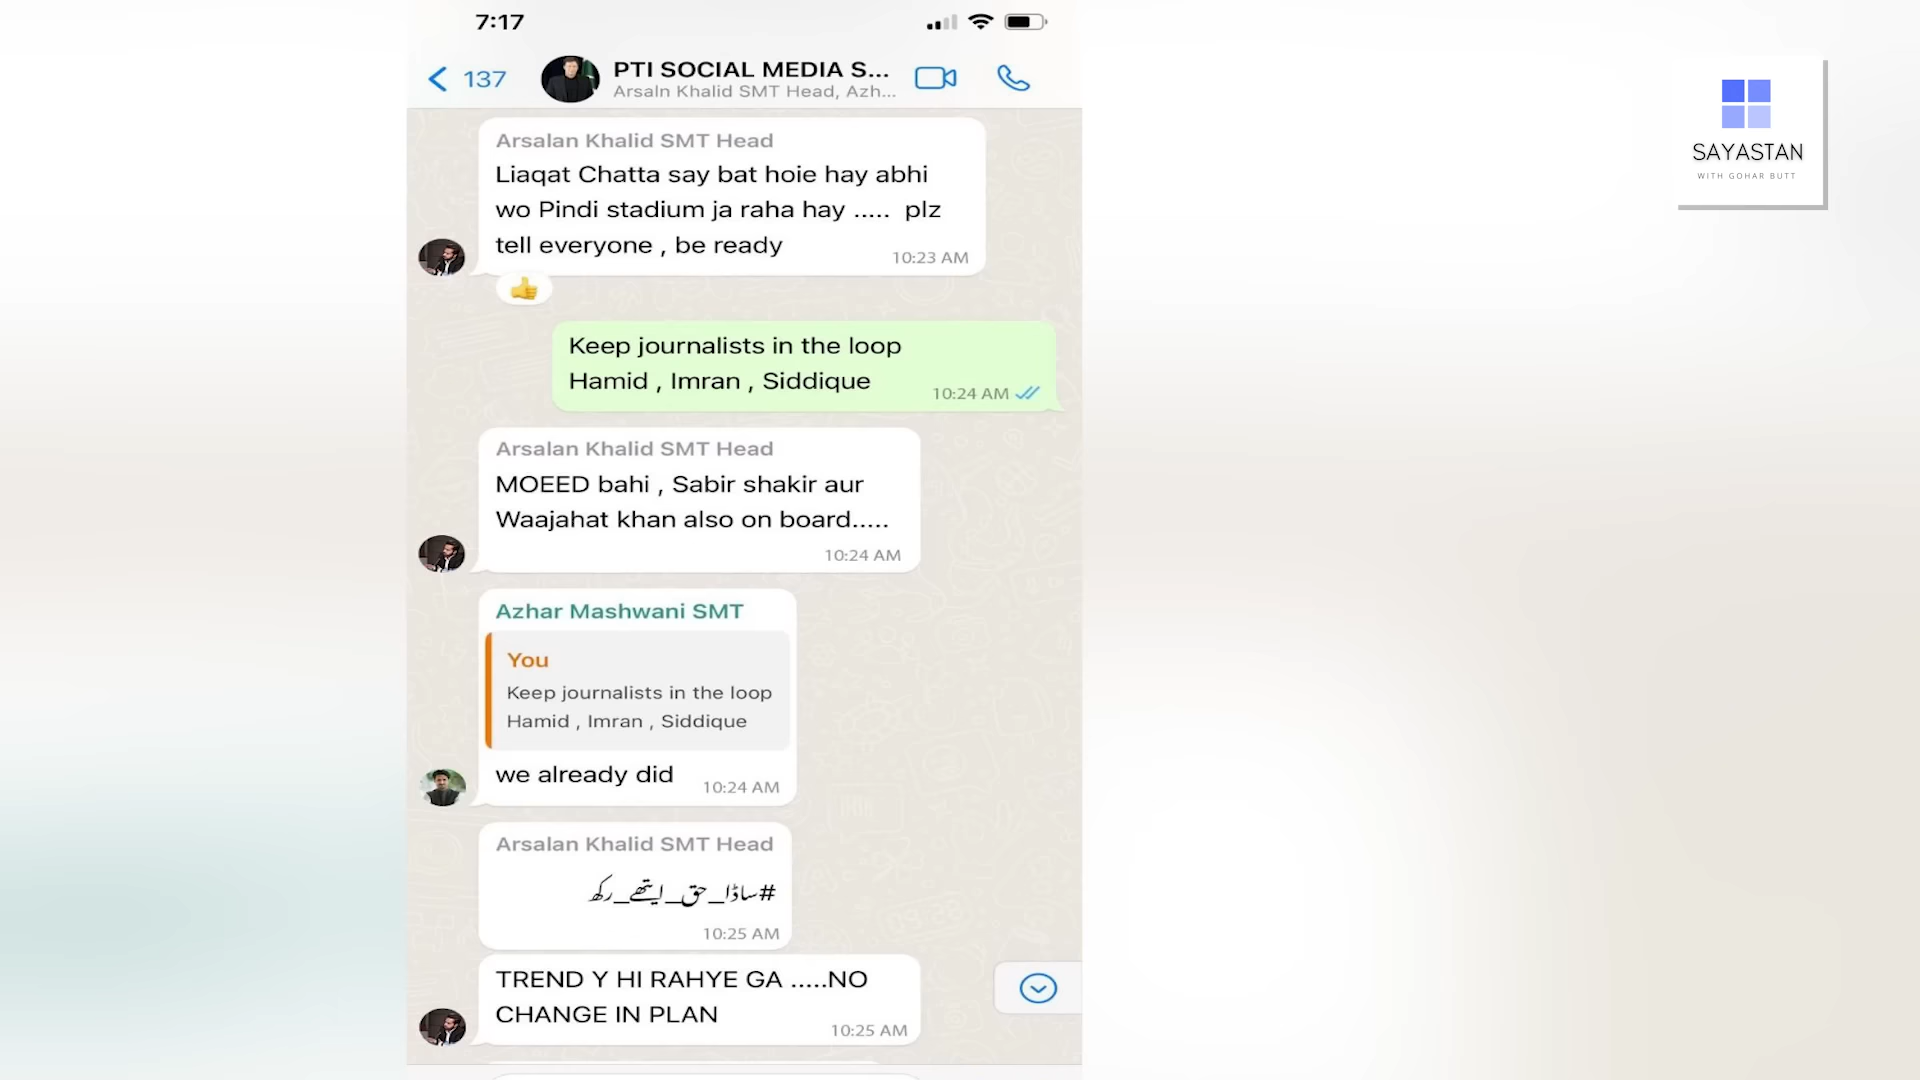 7:17
137
PTI SOCIAL MEDIA S...
Arsaln Khalid SMT Head, Azh...
Arsalan Khalid SMT Head
Liaqat Chatta say bat hoie hay abhi
wo Pindi stadium ja raha hay ..... plz
tell everyone , be ready
10:23 AM
Keep journalists in the loop
Hamid , Imran , Siddique
10:24 AM
Arsalan Khalid SMT Head
MOEED bahi , Sabir shakir aur
Waajahat khan also on board.....
10:24 AM
Azhar Mashwani SMT
You
Keep journalists in the loop
Hamid , Imran , Siddique
we already did
10:24 AM
Arsalan Khalid SMT Head
#ساڈا_حق_ایتھے_رکھ
10:25 AM
TREND Y HI RAHYE GA .....NO
CHANGE IN PLAN
10:25 AM
SAYASTAN
WITH GOHAR BUTT